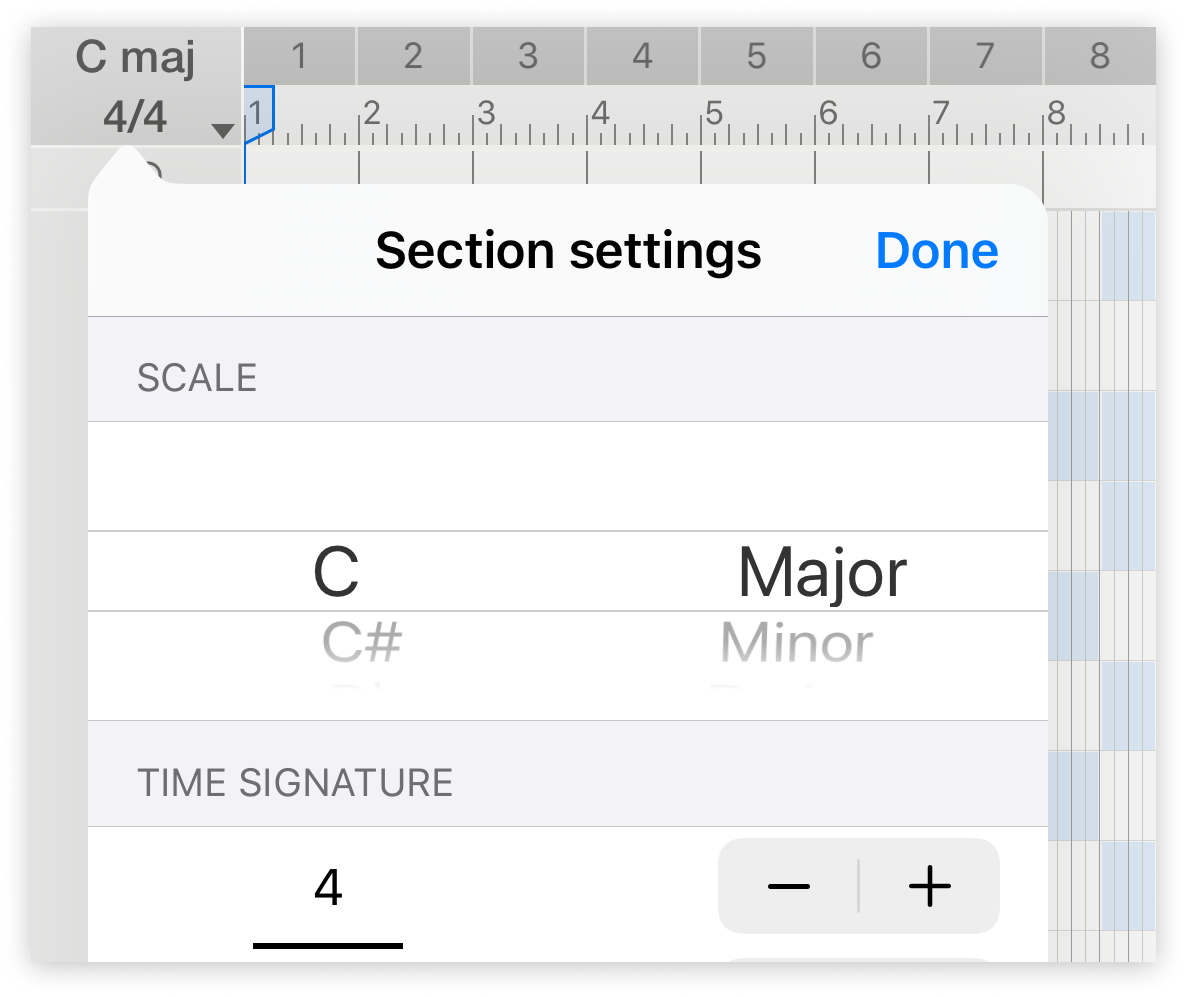 C maj 1 2 3 4 5 6 7 8
4/4 1 2 3 4 5 6 7 8
Section settings Done
SCALE
C Major
C# Minor
TIME SIGNATURE
4 − +